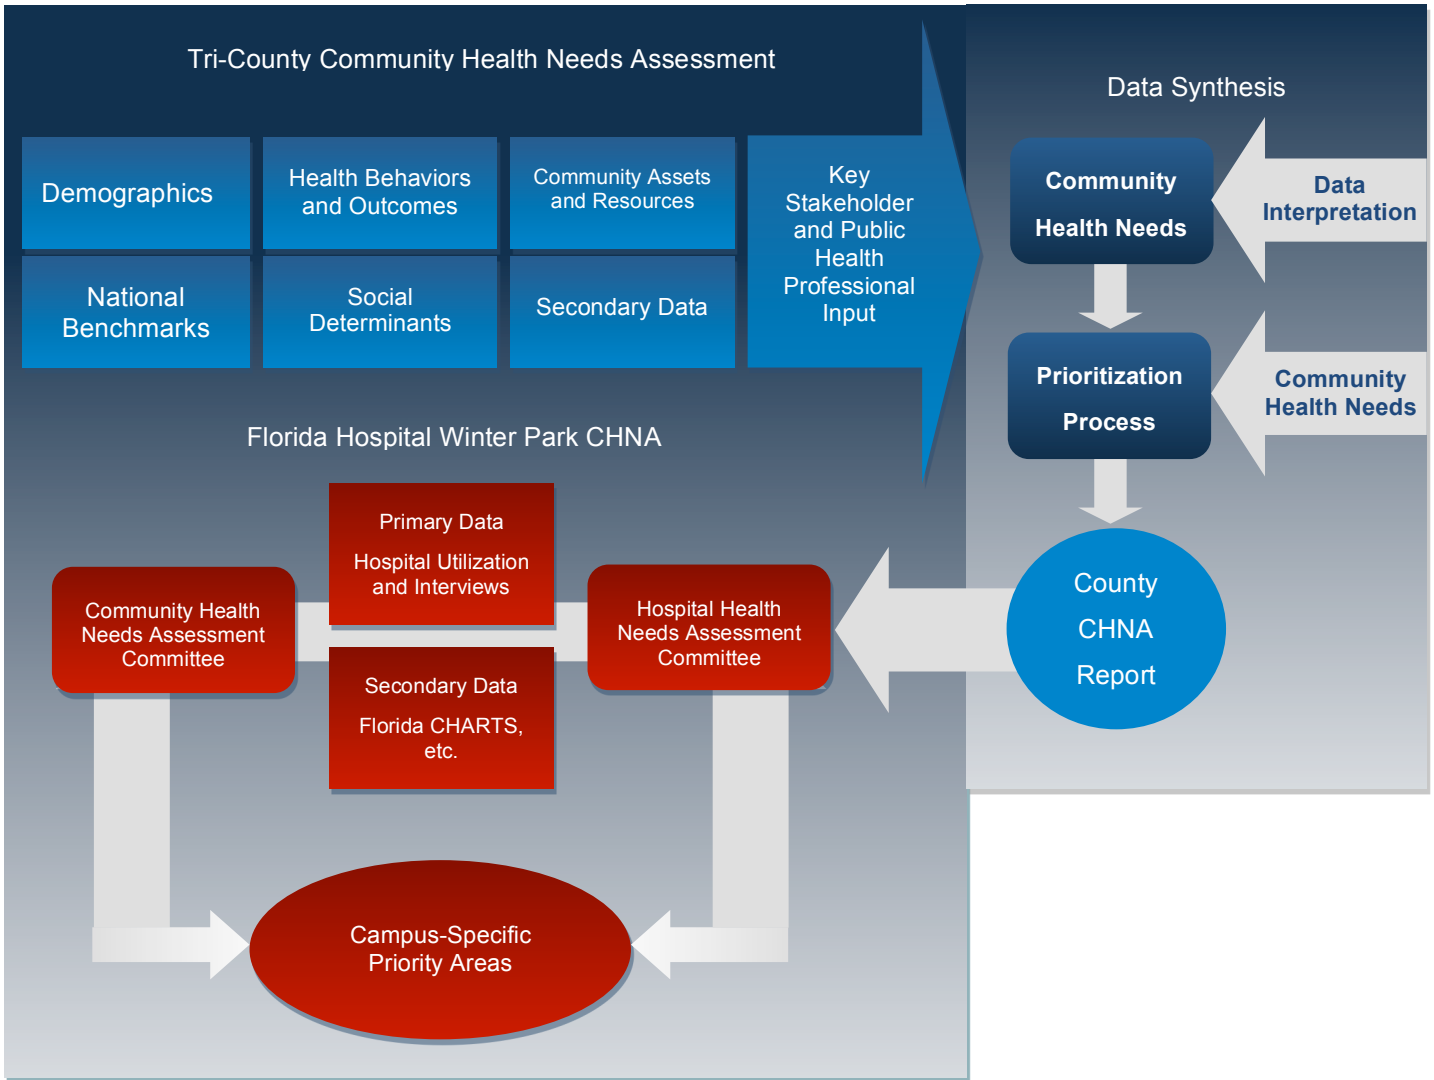 Tri-County Community Health Needs Assessment
Demographics
Health Behaviors
and Outcomes
Community Assets
and Resources
National
Benchmarks
Social
Determinants
Secondary Data
Key
Stakeholder
and Public
Health
Professional
Input
Data Synthesis
Community
Health Needs
Data
Interpretation
Prioritization
Process
Community
Health Needs
County
CHNA
Report
Florida Hospital Winter Park CHNA
Primary Data
Hospital Utilization
and Interviews
Community Health
Needs Assessment
Committee
Hospital Health
Needs Assessment
Committee
Secondary Data
Florida CHARTS,
etc.
Campus-Specific
Priority Areas